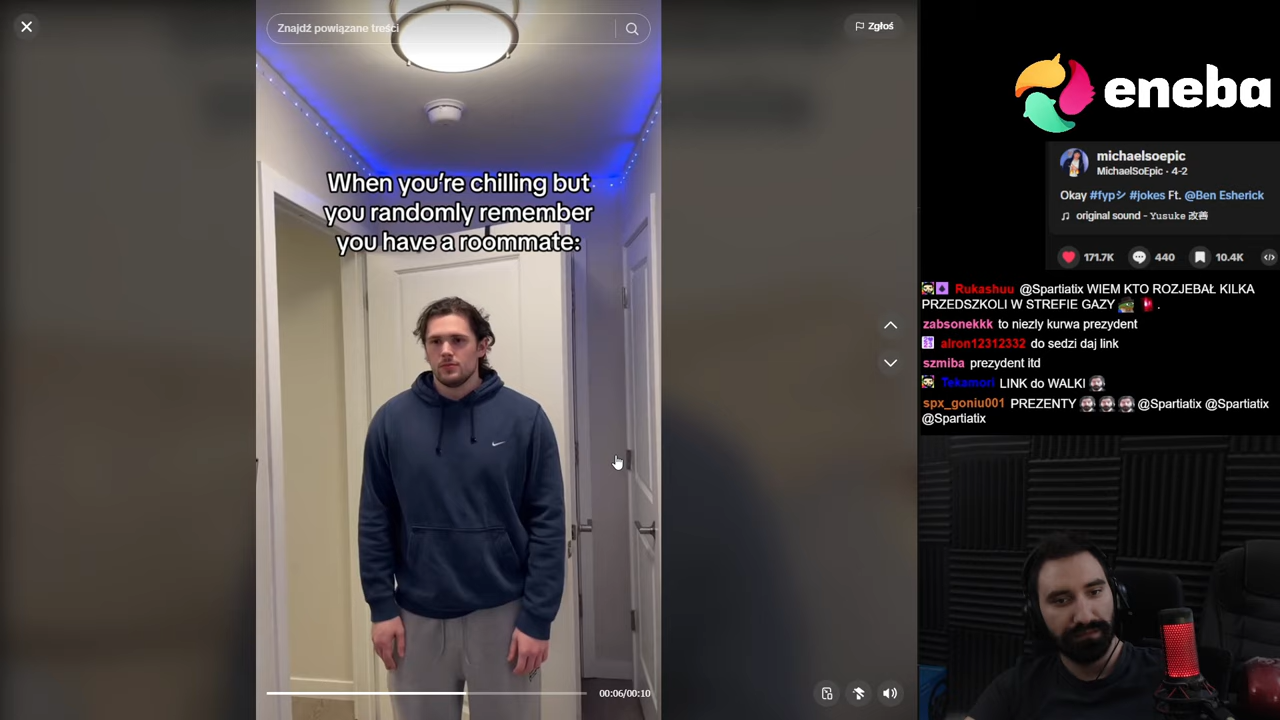 Znajdź powiązane treści
Zgłoś
When you're chilling but
you randomly remember
you have a roommate:
00:06/00:10
eneba
michaelsoepic
MichaelSoEpic · 4-2
Okay #fypシ #jokes Ft. @Ben Esherick
♫ original sound - Yusuke 改善
171.7K
440
10.4K
Rukashuu @Spartiatix WIEM KTO ROZJEBAŁ KILKA
PRZEDSZKOLI W STREFIE GAZY .
zabsonekkk to niezly kurwa prezydent
alron12312332 do sedzi daj link
szmiba prezydent itd
Tekamori LINK do WALKI
spx_goniu001 PREZENTY @Spartiatix @Spartiatix
@Spartiatix